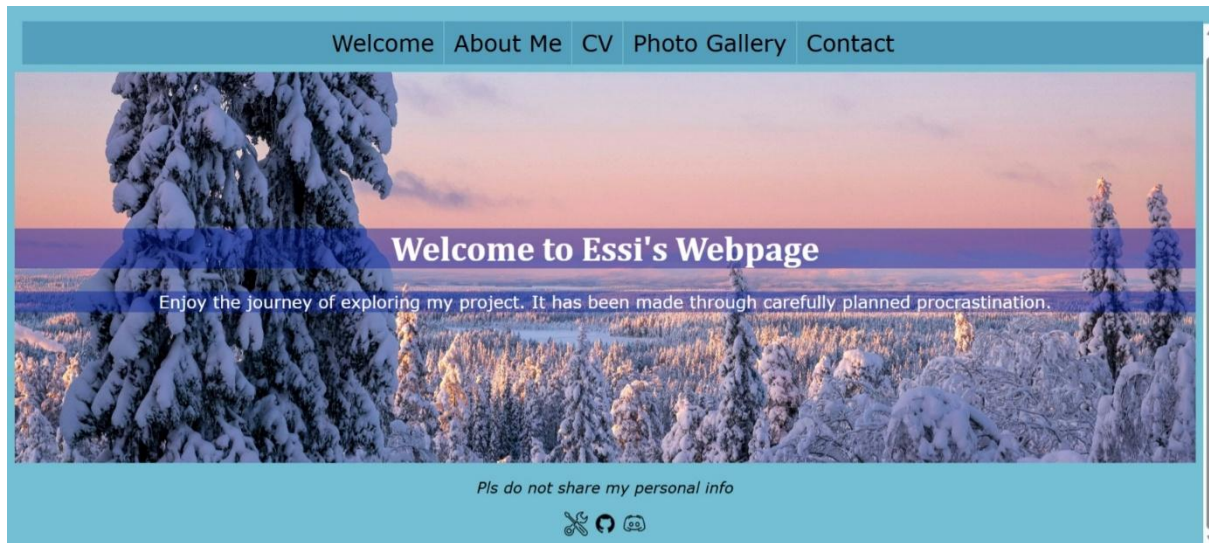 Welcome About Me CV Photo Gallery Contact
Welcome to Essi's Webpage
Enjoy the journey of exploring my project. It has been made through carefully planned procrastination.
Pls do not share my personal info